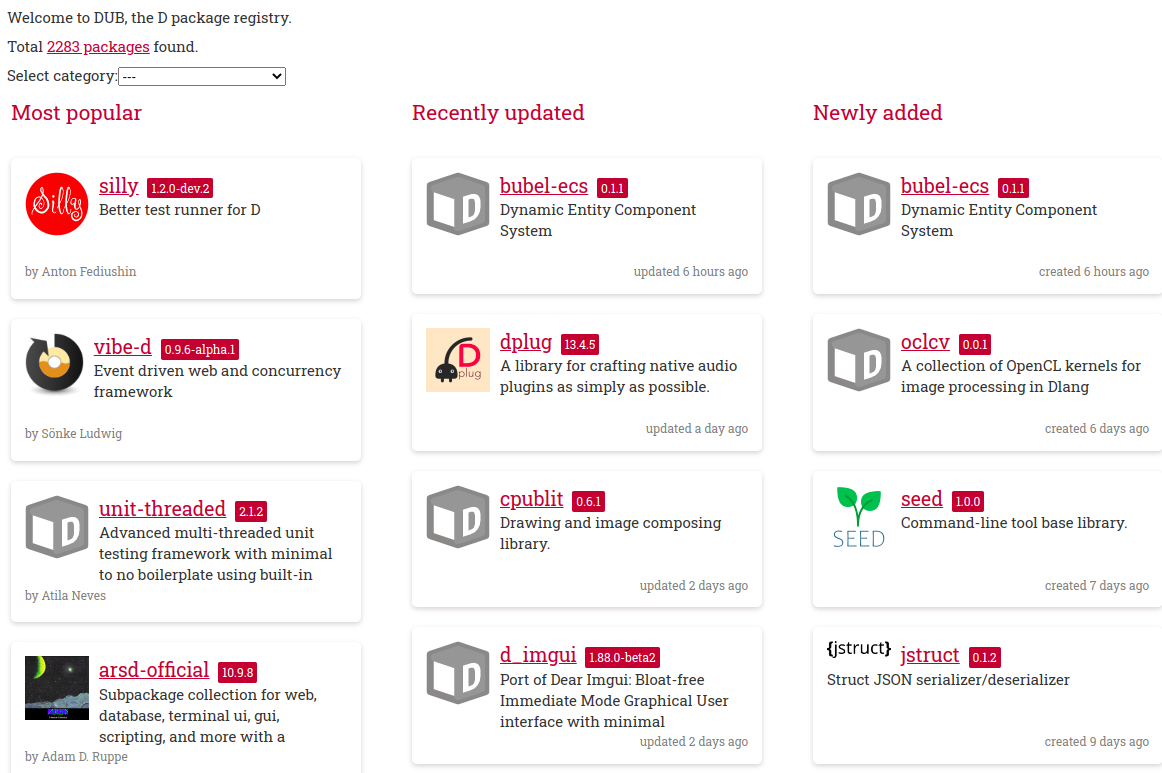 Welcome to DUB, the D package registry.
Total 2283 packages found.
Select category: ---
Most popular
Silly
silly 1.2.0-dev.2
Better test runner for D
by Anton Fediushin
vibe-d 0.9.6-alpha.1
Event driven web and concurrency
framework
by Sönke Ludwig
D
unit-threaded 2.1.2
Advanced multi-threaded unit
testing framework with minimal
to no boilerplate using built-in
by Atila Neves
arsd-official 10.9.8
Subpackage collection for web,
database, terminal ui, gui,
scripting, and more with a
by Adam D. Ruppe
Recently updated
D
bubel-ecs 0.1.1
Dynamic Entity Component
System
updated 6 hours ago
D
plug
dplug 13.4.5
A library for crafting native audio
plugins as simply as possible.
updated a day ago
D
cpublit 0.6.1
Drawing and image composing
library.
updated 2 days ago
D
d_imgui 1.88.0-beta2
Port of Dear Imgui: Bloat-free
Immediate Mode Graphical User
interface with minimal
updated 2 days ago
Newly added
D
bubel-ecs 0.1.1
Dynamic Entity Component
System
created 6 hours ago
D
oclcv 0.0.1
A collection of OpenCL kernels for
image processing in Dlang
created 6 days ago
SEED
seed 1.0.0
Command-line tool base library.
created 7 days ago
{jstruct}
jstruct 0.1.2
Struct JSON serializer/deserializer
created 9 days ago